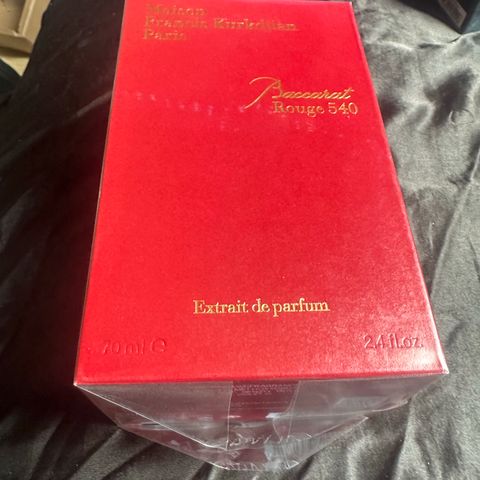 Maison
Francis Kurkdjian
Paris
Baccarat
Rouge 540
Extrait de parfum
70 ml ℮ 2.4 fl.oz.